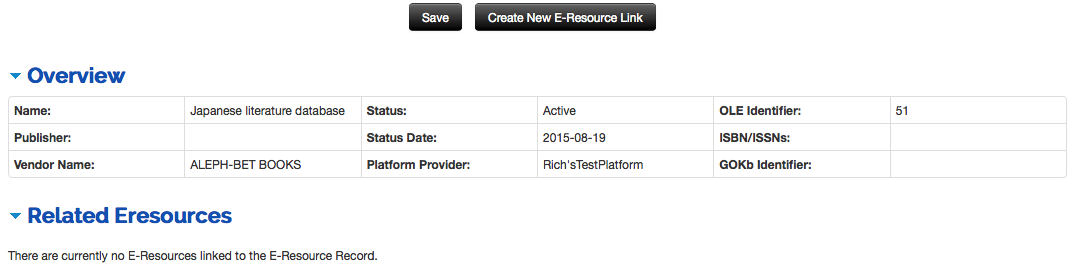 Save Create New E-Resource Link
Overview
Name: Japanese literature database Status: Active OLE Identifier: 51
Publisher: Status Date: 2015-08-19 ISBN/ISSNs:
Vendor Name: ALEPH-BET BOOKS Platform Provider: Rich'sTestPlatform GOKb Identifier:
Related Eresources
There are currently no E-Resources linked to the E-Resource Record.